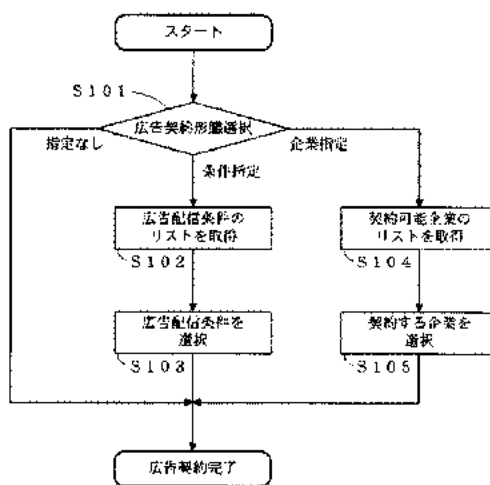 スタート
S101
広告契約形態選択
指定なし
企業指定
条件指定
広告配信条件の
リストを取得
契約可能企業の
リストを取得
S102
S104
広告配信条件を
選択
契約する企業を
選択
S103
S105
広告契約完了